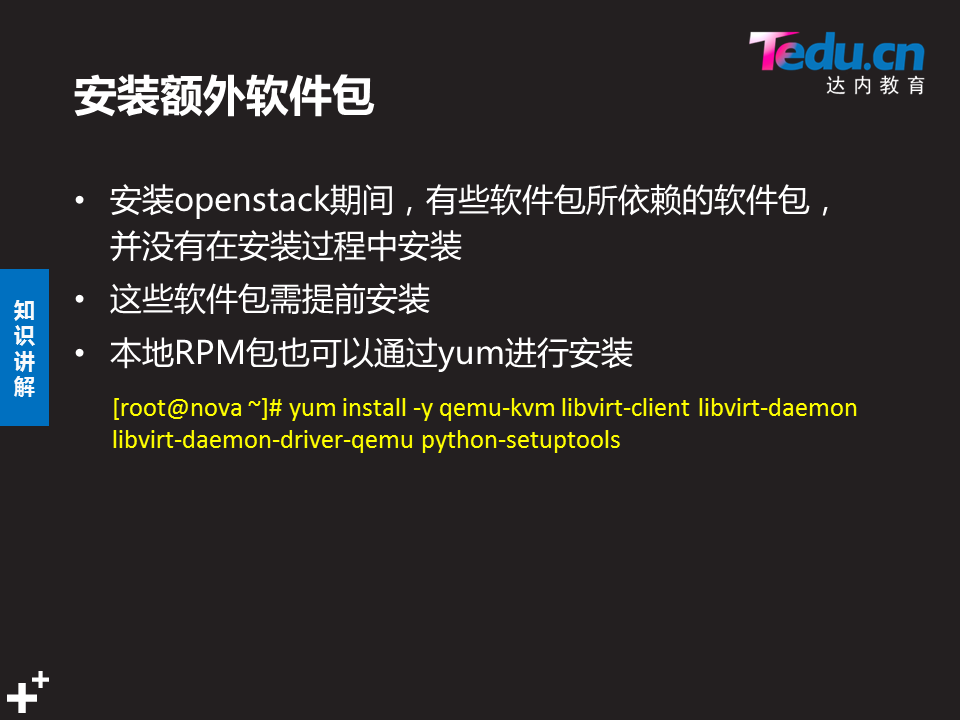 Tedu.cn
达内教育
安装额外软件包
• 安装openstack期间，有些软件包所依赖的软件包，
并没有在安装过程中安装
• 这些软件包需提前安装
• 本地RPM包也可以通过yum进行安装
[root@nova ~]# yum install -y qemu-kvm libvirt-client libvirt-daemon
libvirt-daemon-driver-qemu python-setuptools
知
识
讲
解